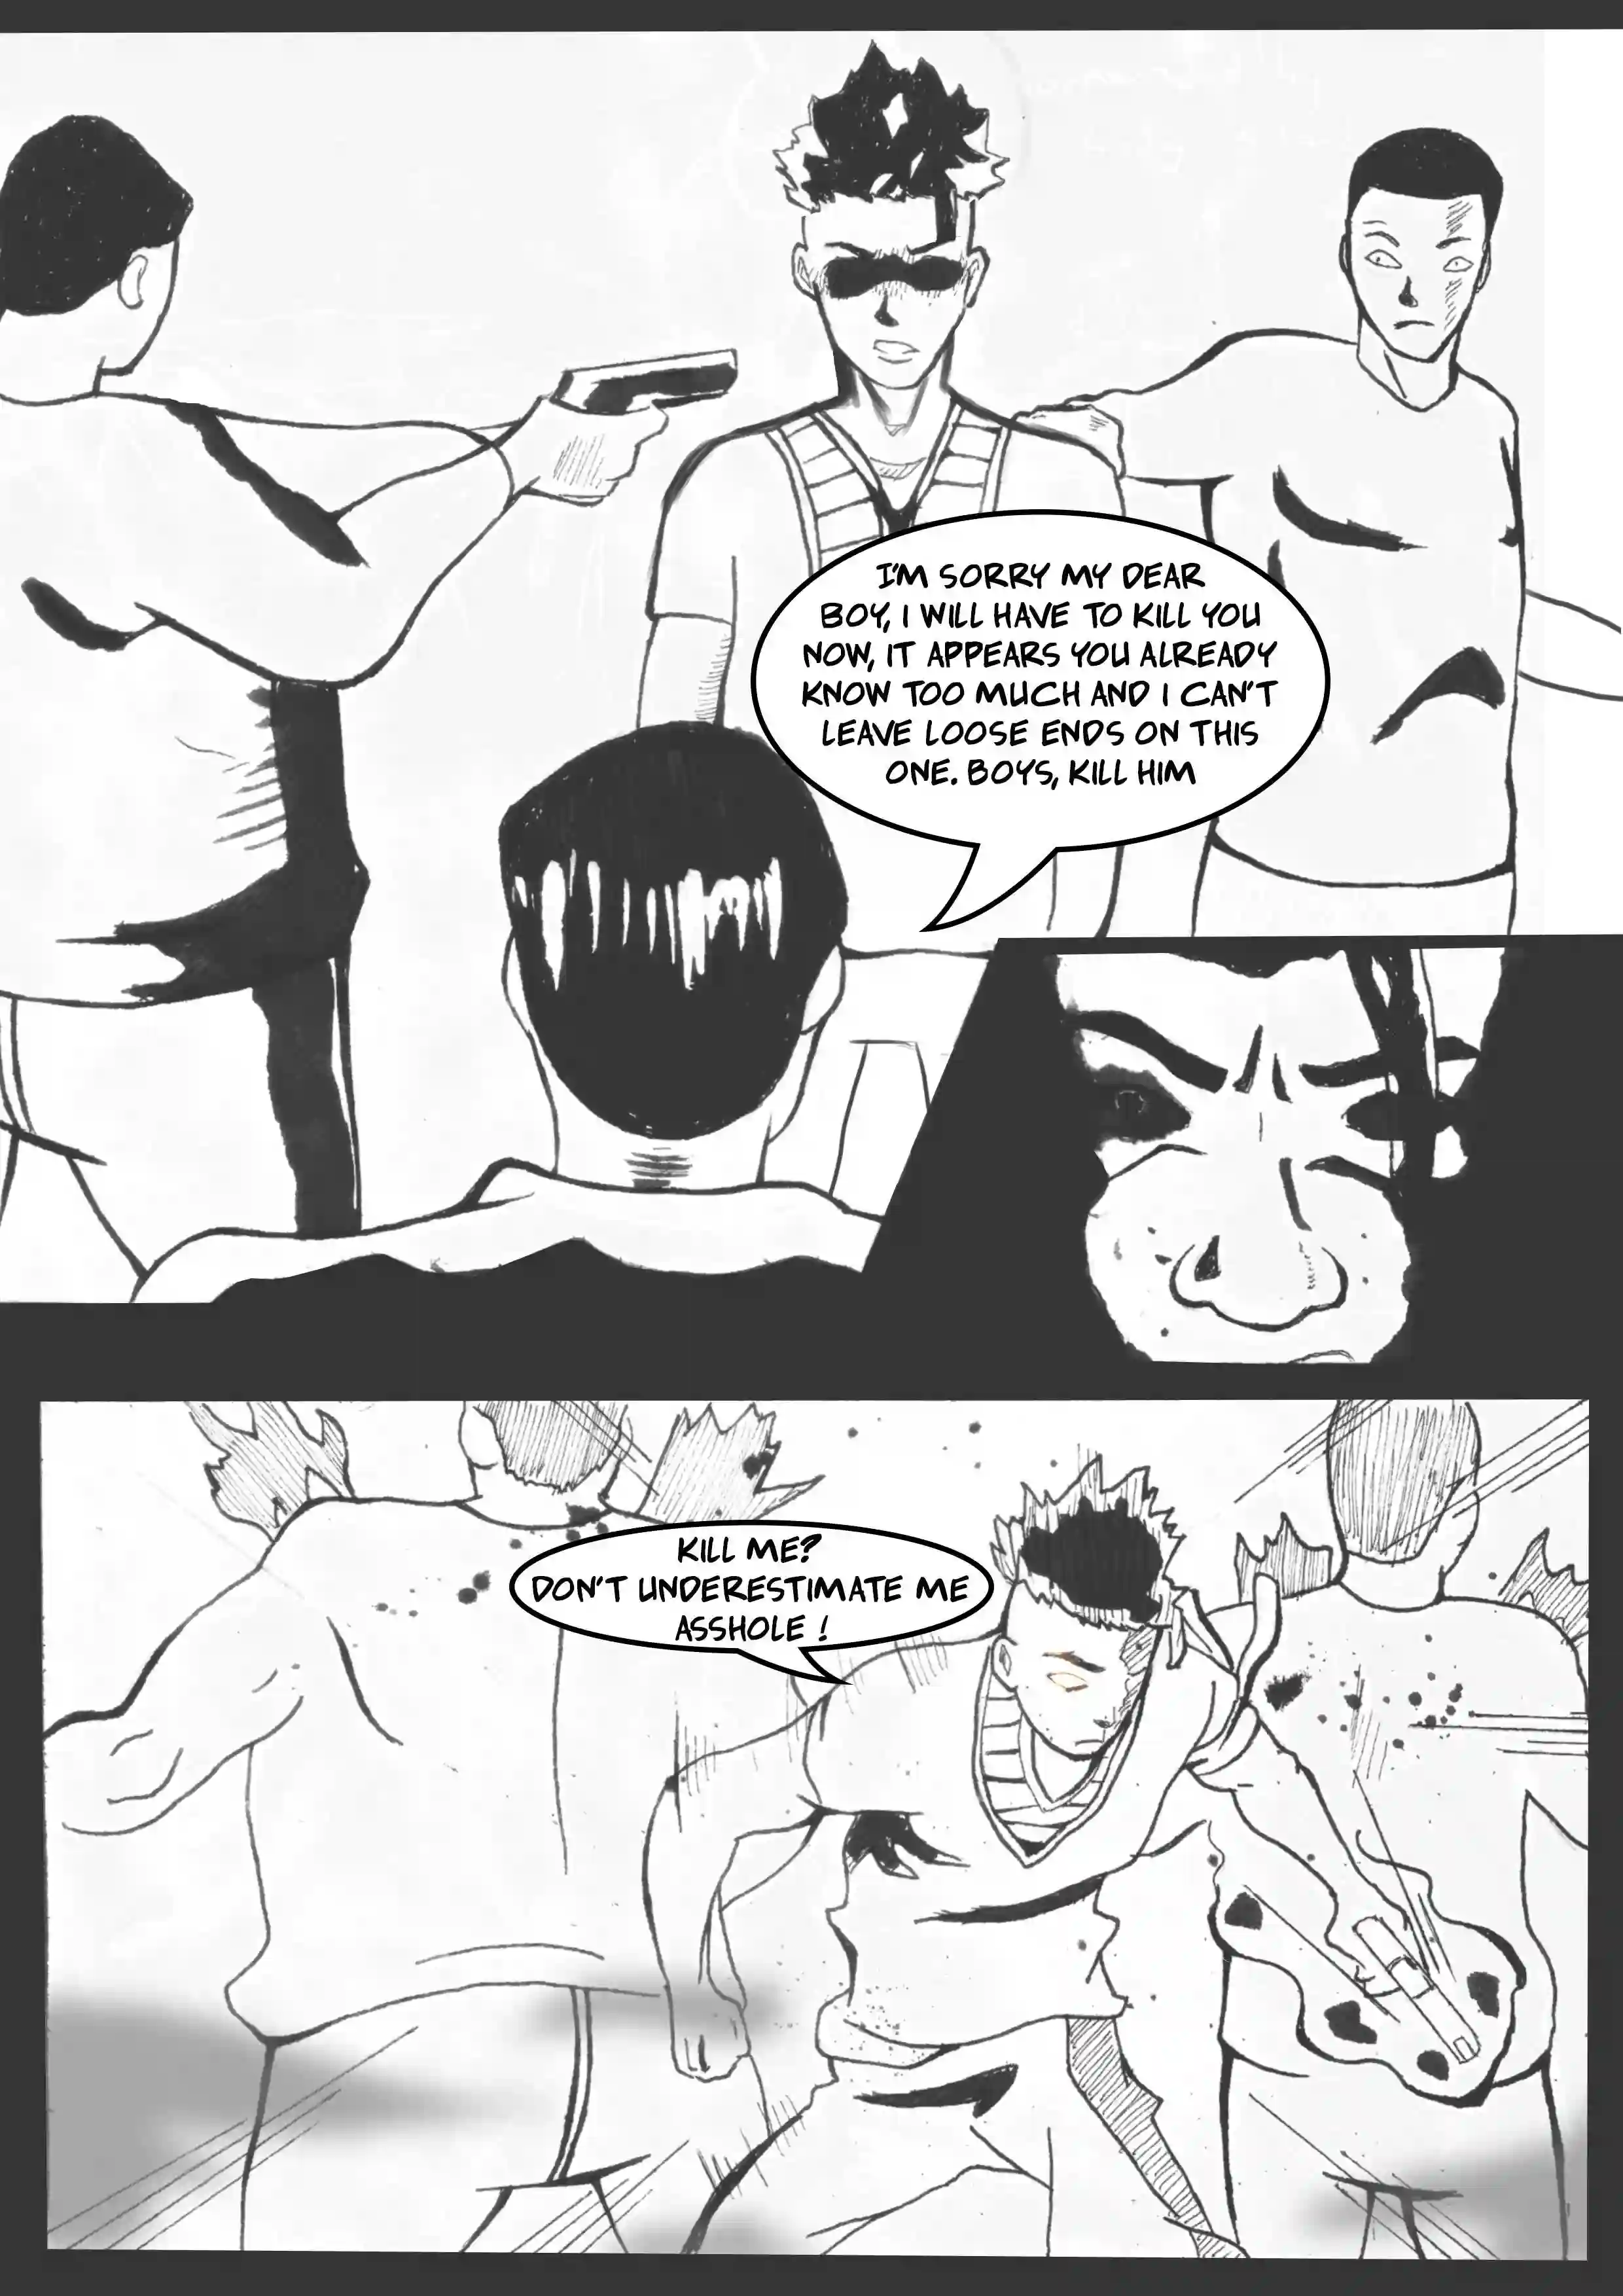 I'M SORRY MY DEAR
BOY, I WILL HAVE TO KILL YOU
NOW, IT APPEARS YOU ALREADY
KNOW TOO MUCH AND I CAN'T
LEAVE LOOSE ENDS ON THIS
ONE. BOYS, KILL HIM
KILL ME?
DON'T UNDERESTIMATE ME
ASSHOLE !